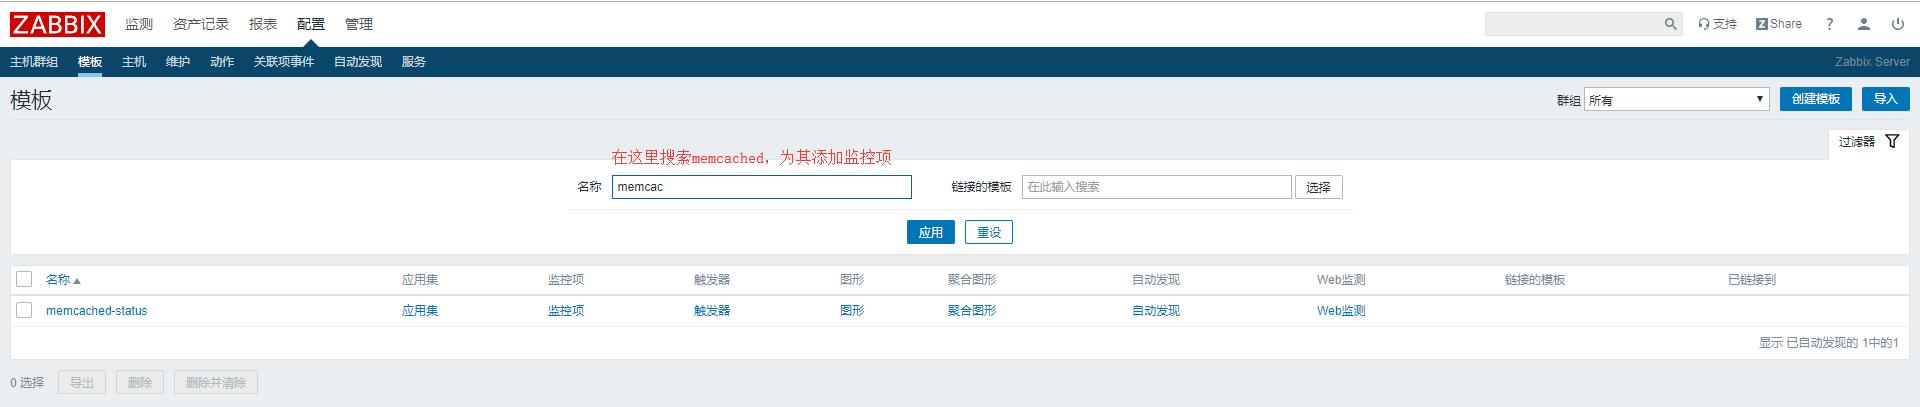 ZABBIX 监测 资产记录 报表 配置 管理 支持 Z Share ?
主机群组 模板 主机 维护 动作 关联项事件 自动发现 服务 Zabbix Server
模板 群组 所有 创建模板 导入
过滤器
在这里搜索memcached，为其添加监控项
名称 memcac 链接的模板 在此输入搜索 选择
应用 重设
名称 应用集 监控项 触发器 图形 聚合图形 自动发现 Web监测 链接的模板 已链接到
memcached-status 应用集 监控项 触发器 图形 聚合图形 自动发现 Web监测
显示 已自动发现的 1中的1
0 选择 导出 删除 删除并清除